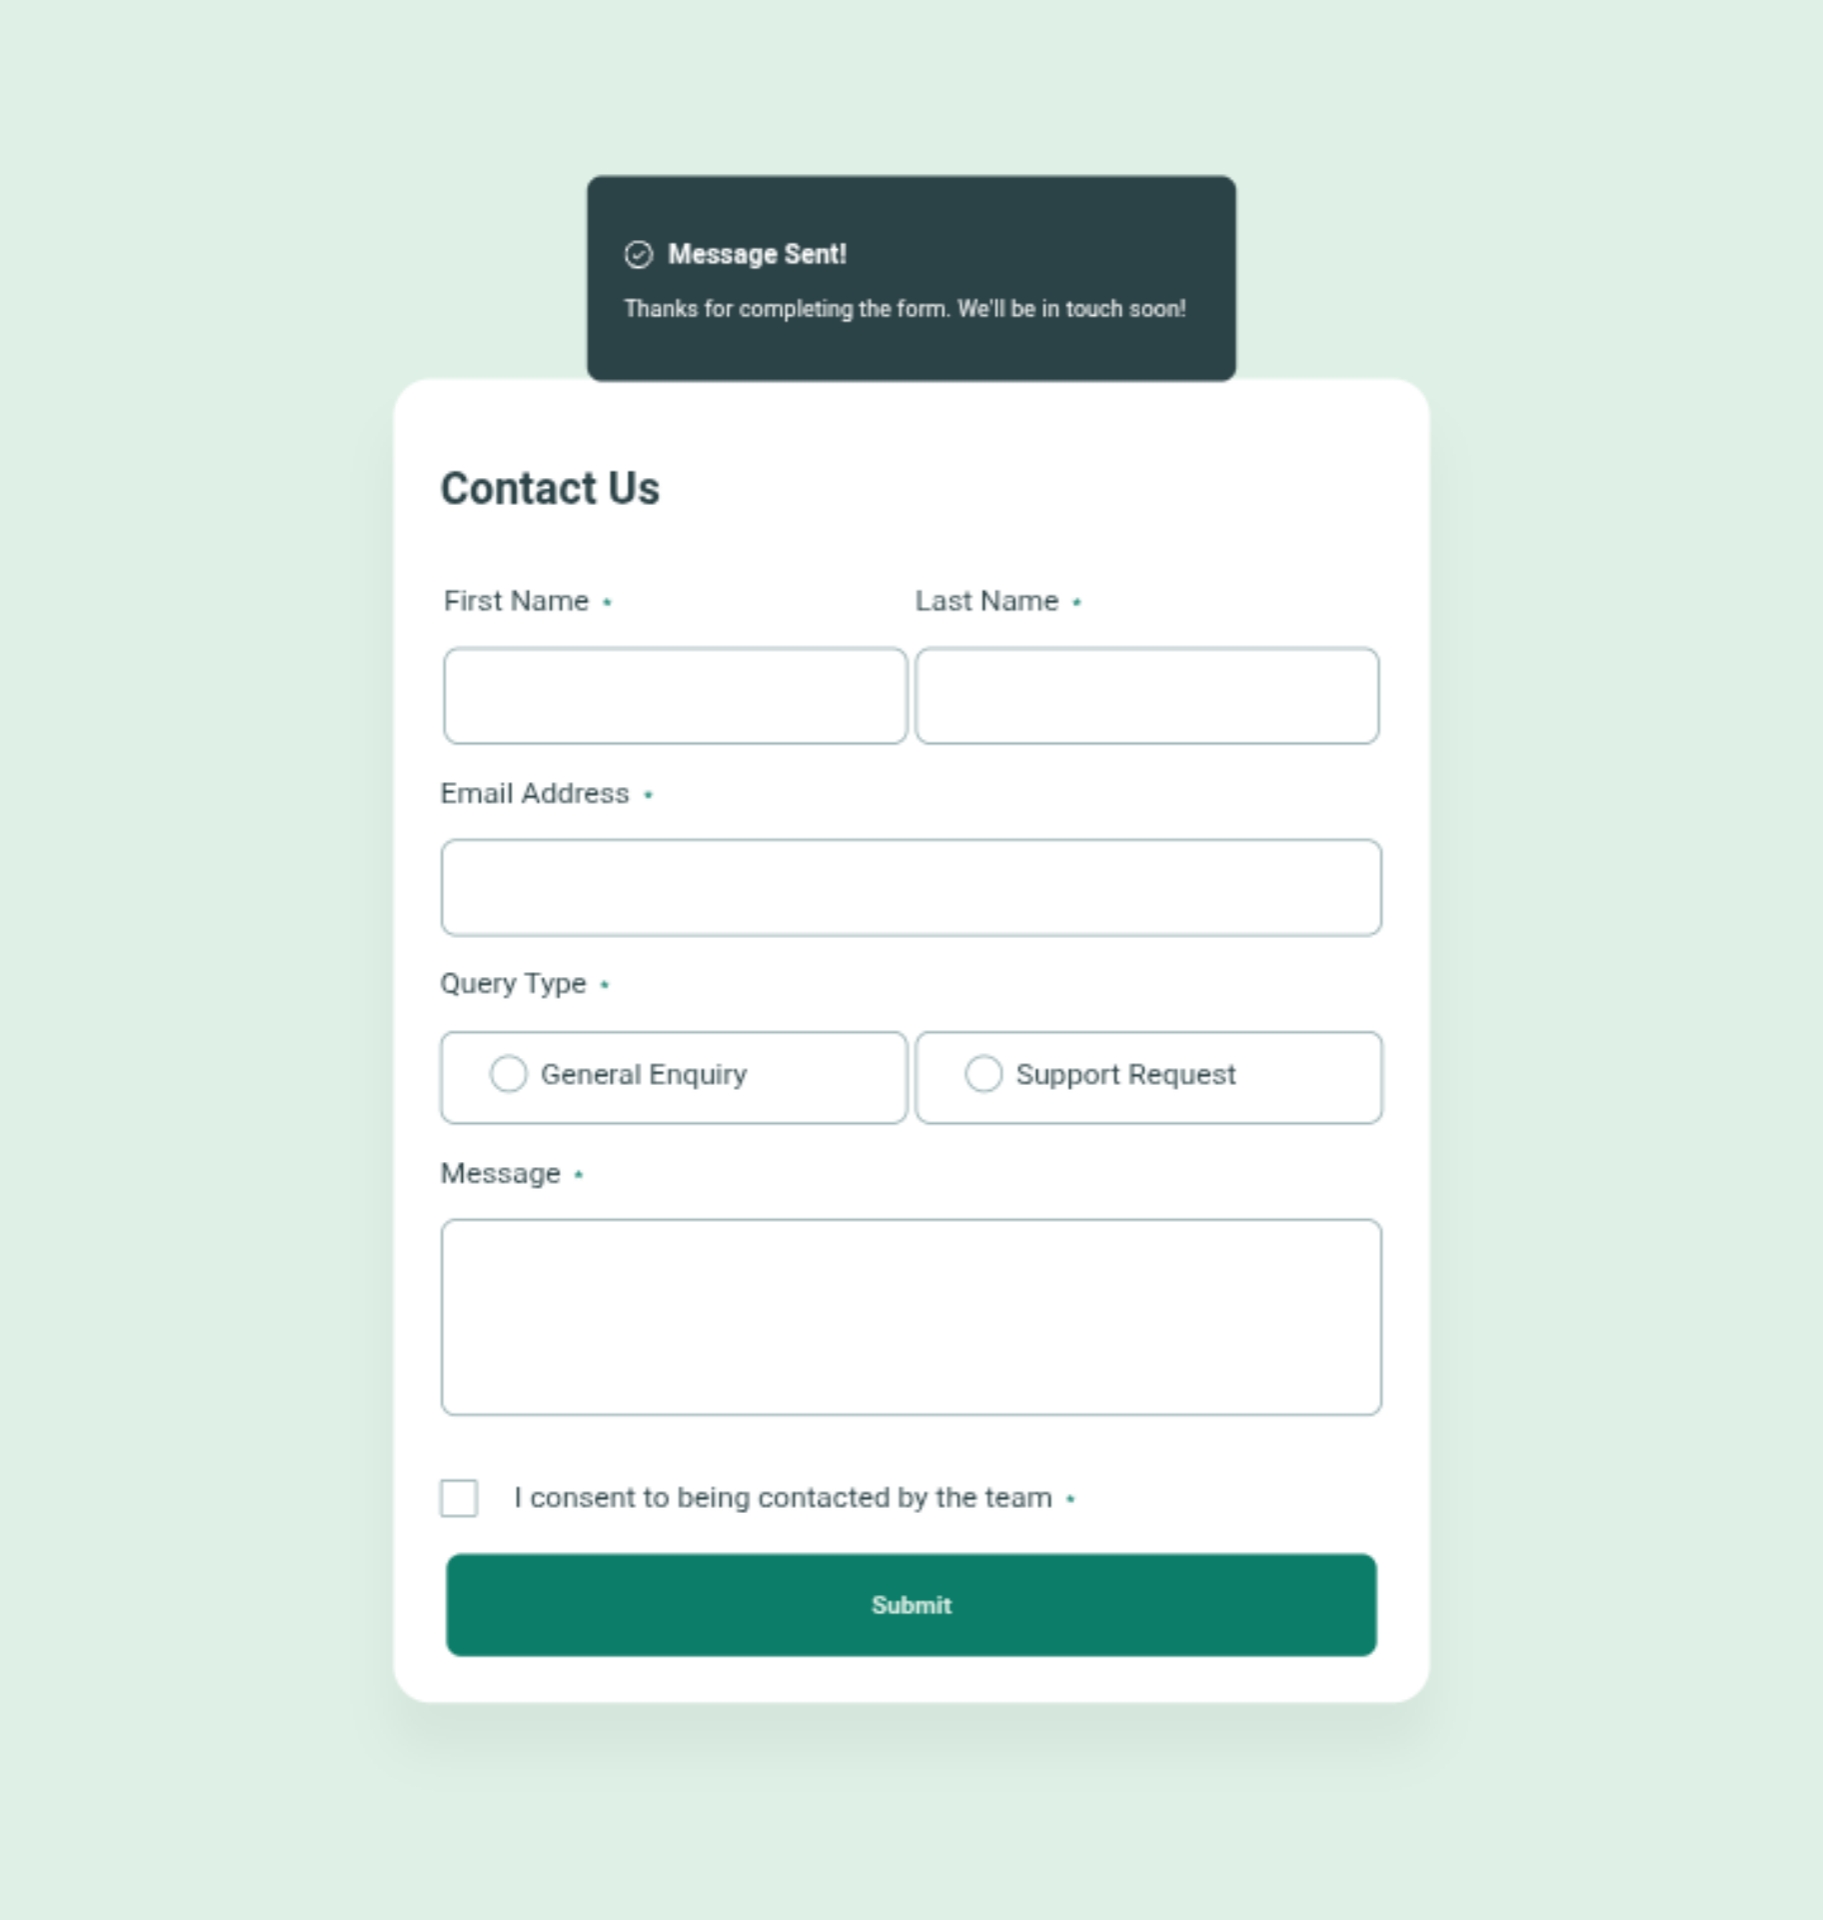 Message Sent!
Thanks for completing the form. We'll be in touch soon!
Contact Us
First Name *
Last Name *
Email Address *
Query Type *
General Enquiry
Support Request
Message *
I consent to being contacted by the team *
Submit